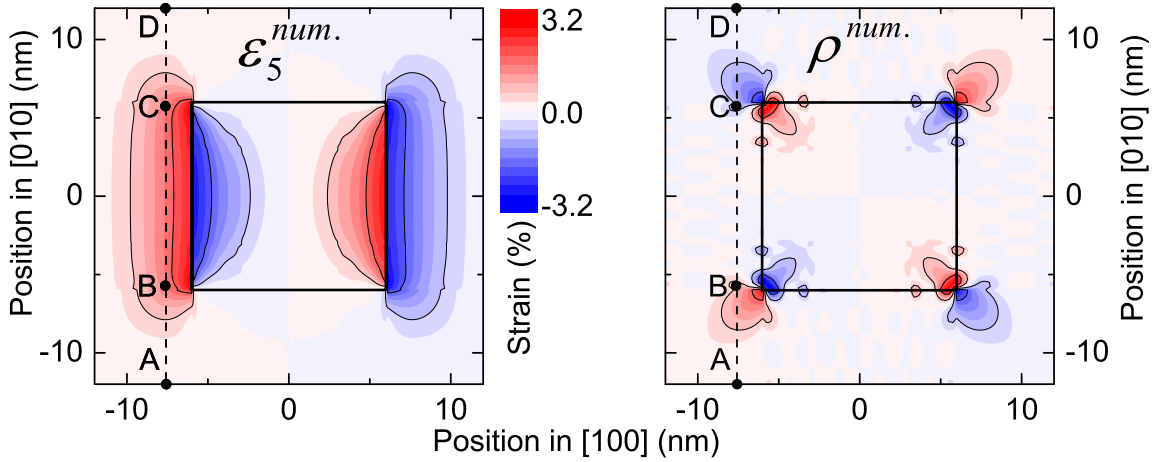 D
C
B
A
ε₅ⁿᵘᵐ·
10
0
-10
Position in [010] (nm)
-10
0
10
3.2
0.0
-3.2
Strain (%)
D
C
B
A
ρⁿᵘᵐ·
10
0
-10
Position in [010] (nm)
-10
0
10
Position in [100] (nm)